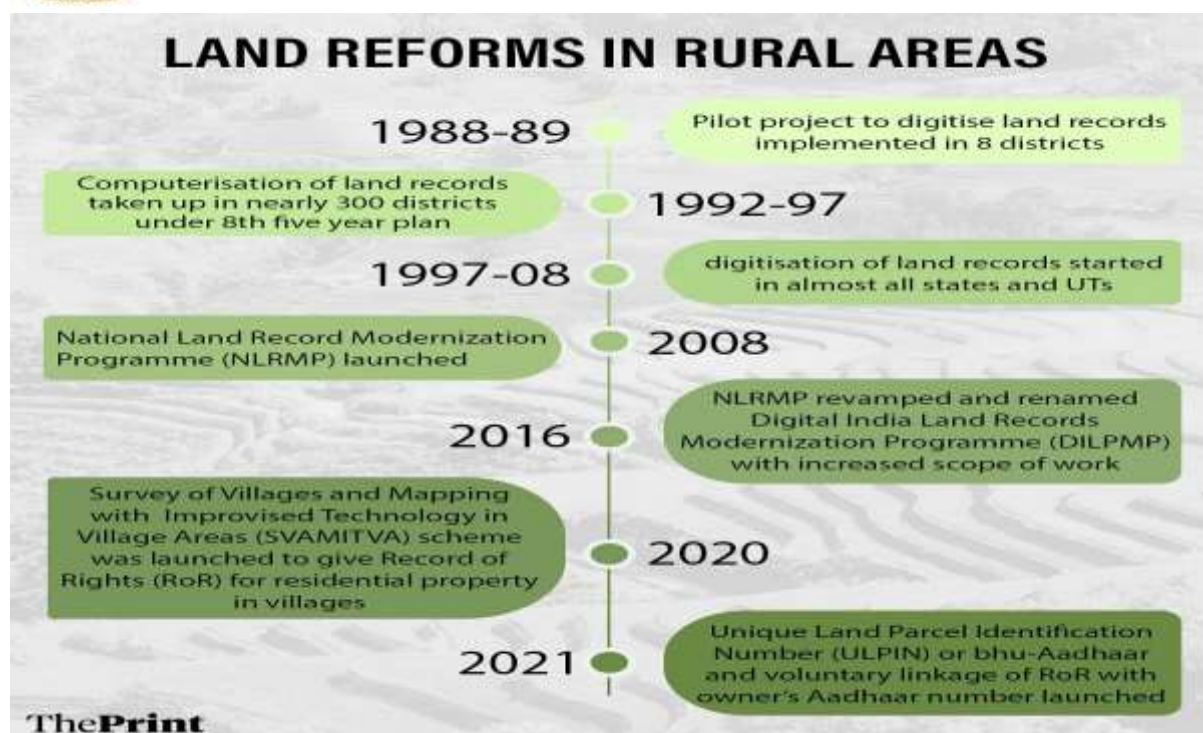 LAND REFORMS IN RURAL AREAS
1988-89
Pilot project to digitise land records
implemented in 8 districts
Computerisation of land records
taken up in nearly 300 districts
under 8th five year plan
1992-97
1997-08
digitisation of land records started
in almost all states and UTs
National Land Record Modernization
Programme (NLRMP) launched
2008
2016
NLRMP revamped and renamed
Digital India Land Records
Modernization Programme (DILPMP)
with increased scope of work
Survey of Villages and Mapping
with Improvised Technology in
Village Areas (SVAMITVA) scheme
was launched to give Record of
Rights (RoR) for residential property
in villages
2020
2021
Unique Land Parcel Identification
Number (ULPIN) or bhu-Aadhaar
and voluntary linkage of RoR with
owner's Aadhaar number launched
ThePrint